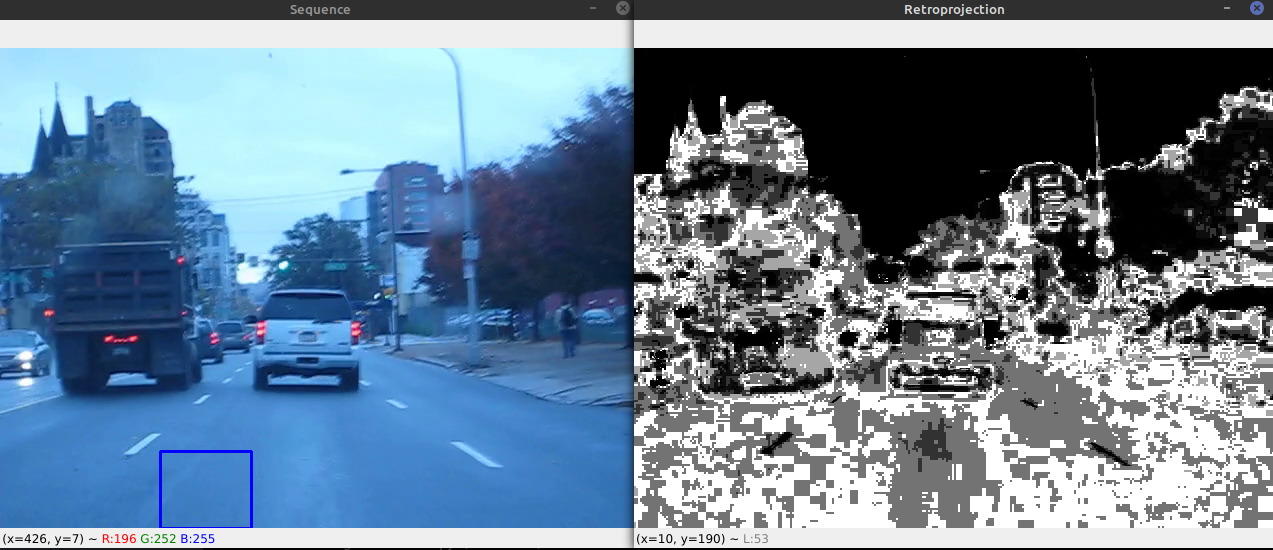 Sequence
Retroprojection
(x=426, y=7) ~ R:196 G:252 B:255
(x=10, y=190) ~ L:53